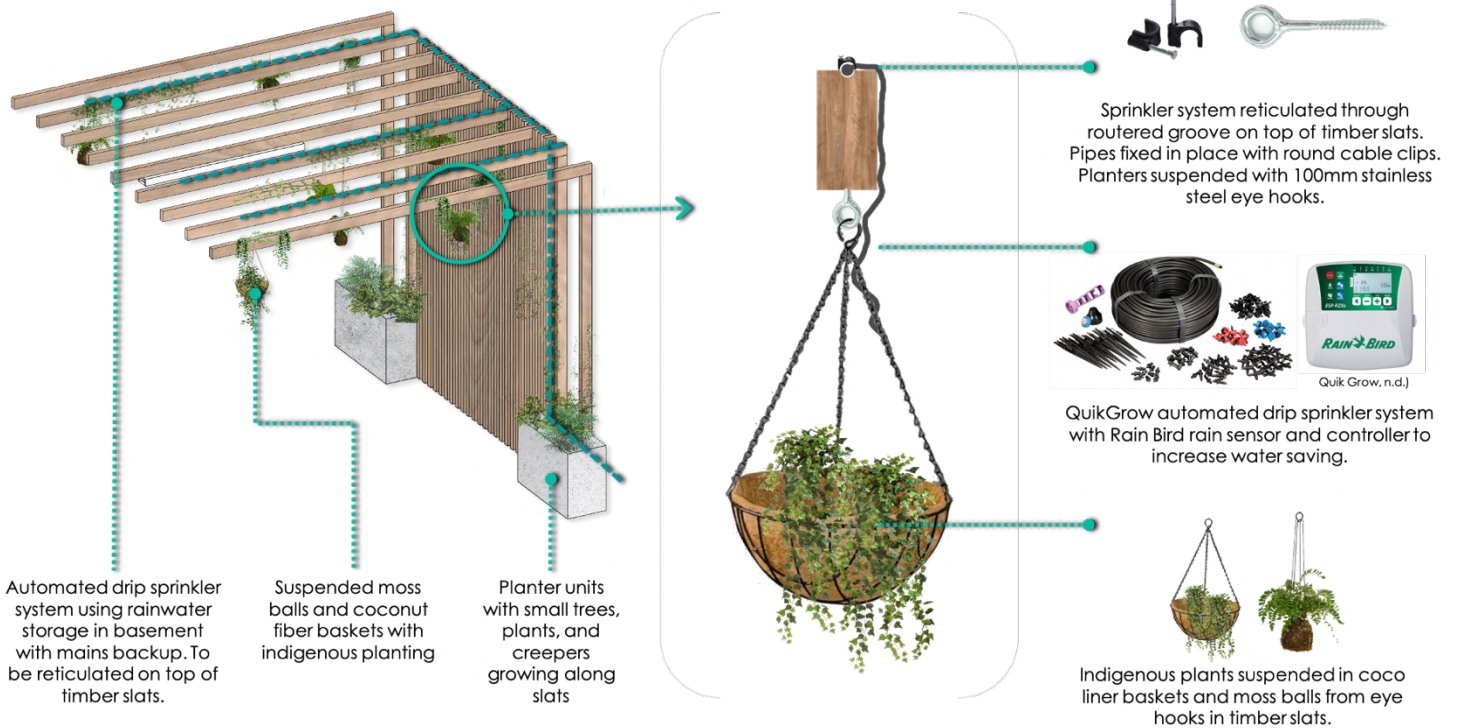 Sprinkler system reticulated through
routered groove on top of timber slats.
Pipes fixed in place with round cable clips.
Planters suspended with 100mm stainless
steel eye hooks.
RAIN BIRD
Quik Grow, n.d.)
QuikGrow automated drip sprinkler system
with Rain Bird rain sensor and controller to
increase water saving.
Automated drip sprinkler
system using rainwater
storage in basement
with mains backup. To
be reticulated on top of
timber slats.
Suspended moss
balls and coconut
fiber baskets with
indigenous planting
Planter units
with small trees,
plants, and
creepers
growing along
slats
Indigenous plants suspended in coco
liner baskets and moss balls from eye
hooks in timber slats.